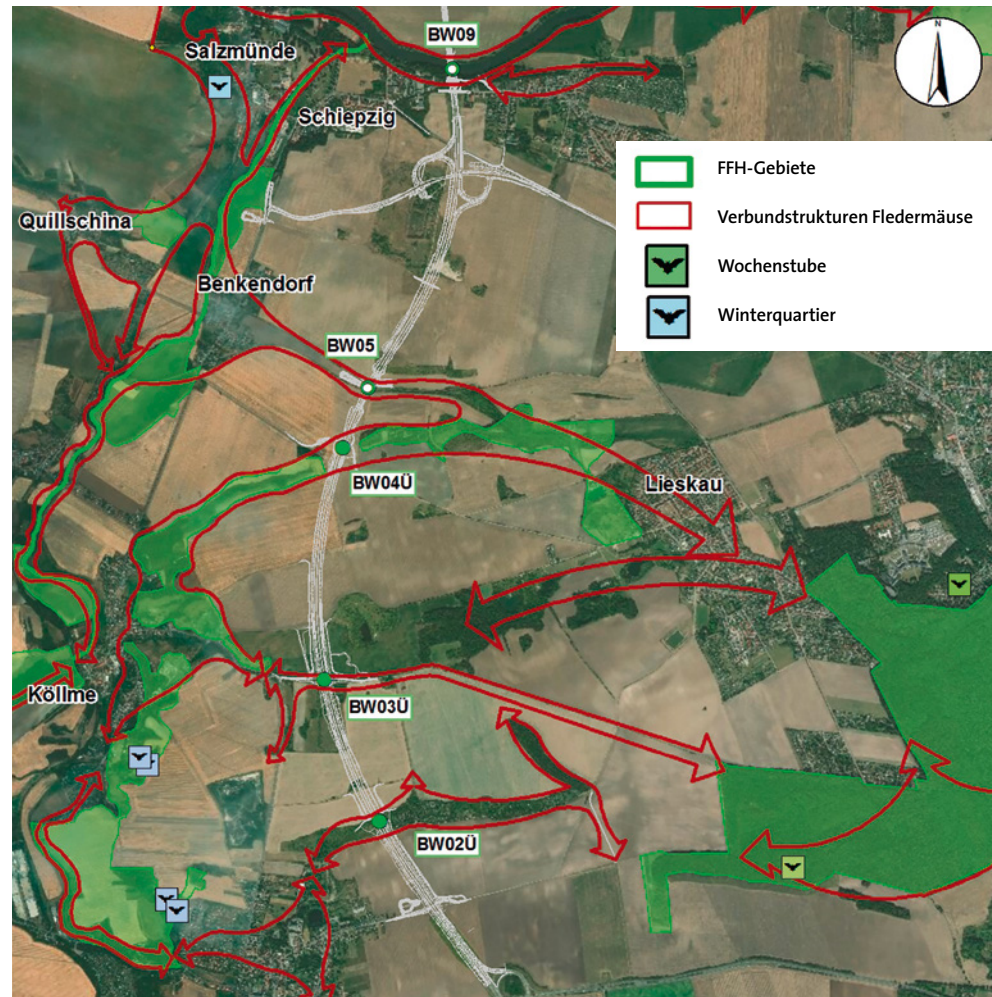 BW09
N
Salzmünde
Schiepzig
FFH-Gebiete
Verbundstrukturen Fledermäuse
Wochenstube
Winterquartier
Quillschina
Benkendorf
BW05
BW04Ü
Lieskau
Köllme
BW03Ü
BW02Ü